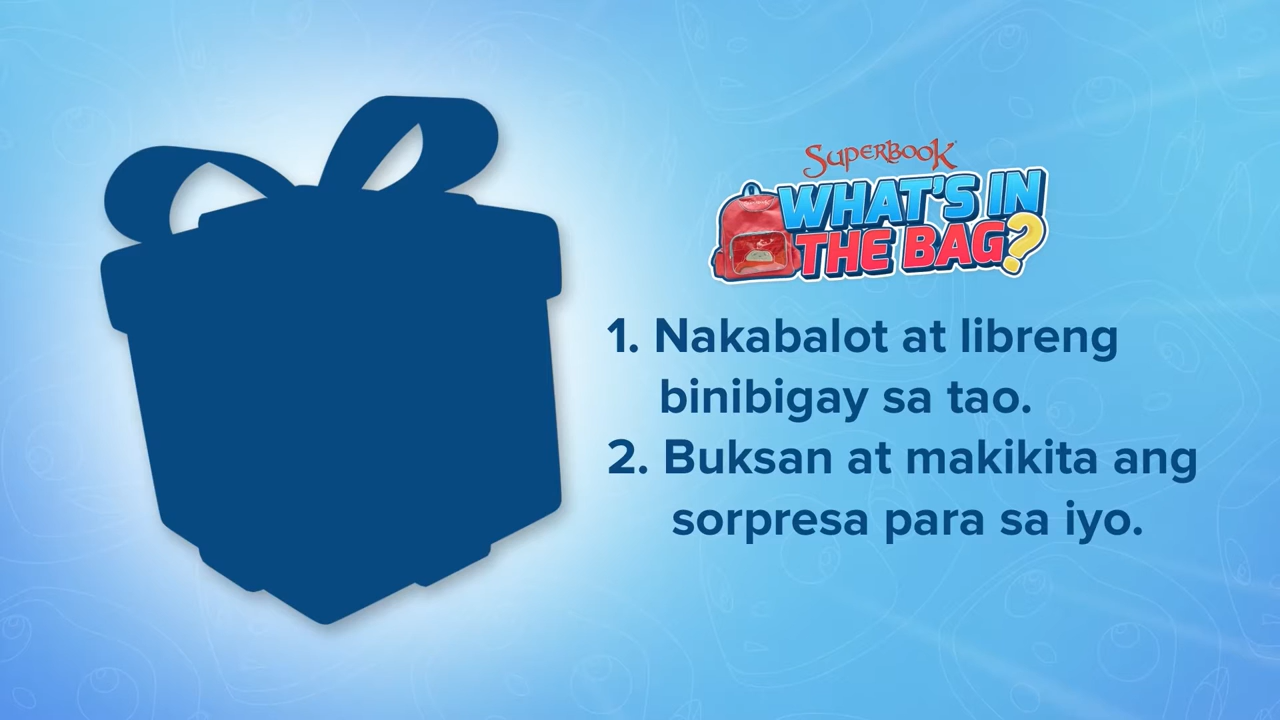 SUPERBOOK
WHAT'S IN
THE BAG?
1. Nakabalot at libreng
binibigay sa tao.
2. Buksan at makikita ang
sorpresa para sa iyo.